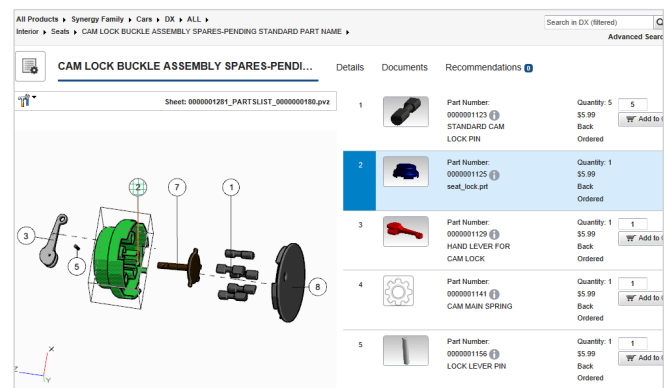 All Products ▸ Synergy Family ▸ Cars ▸ DX ▸ ALL ▸
Interior ▸ Seats ▸ CAM LOCK BUCKLE ASSEMBLY SPARES-PENDING STANDARD PART NAME ▸
Search in DX (filtered)
Advanced Searc
CAM LOCK BUCKLE ASSEMBLY SPARES-PENDI...
Details Documents Recommendations 0
Sheet: 0000001281_PARTSLIST_0000000180.pvz
2 7 1
3
5
8
X
Z
Y
1
Part Number:
0000001123
STANDARD CAM
LOCK PIN
Quantity: 5 5
$5.99 Add to
Back
Ordered
2
Part Number:
0000001125
seat_lock.prt
Quantity: 1
$5.99
Back
Ordered
3
Part Number:
0000001129
HAND LEVER FOR
CAM LOCK
Quantity: 1 1
$5.99 Add to
Back
Ordered
4
Part Number:
0000001141
CAM MAIN SPRING
Quantity: 1 1
$5.99 Add to
Back
Ordered
5
Part Number:
0000001156
LOCK LEVER PIN
Quantity: 1 1
$5.99 Add to
Back
Ordered